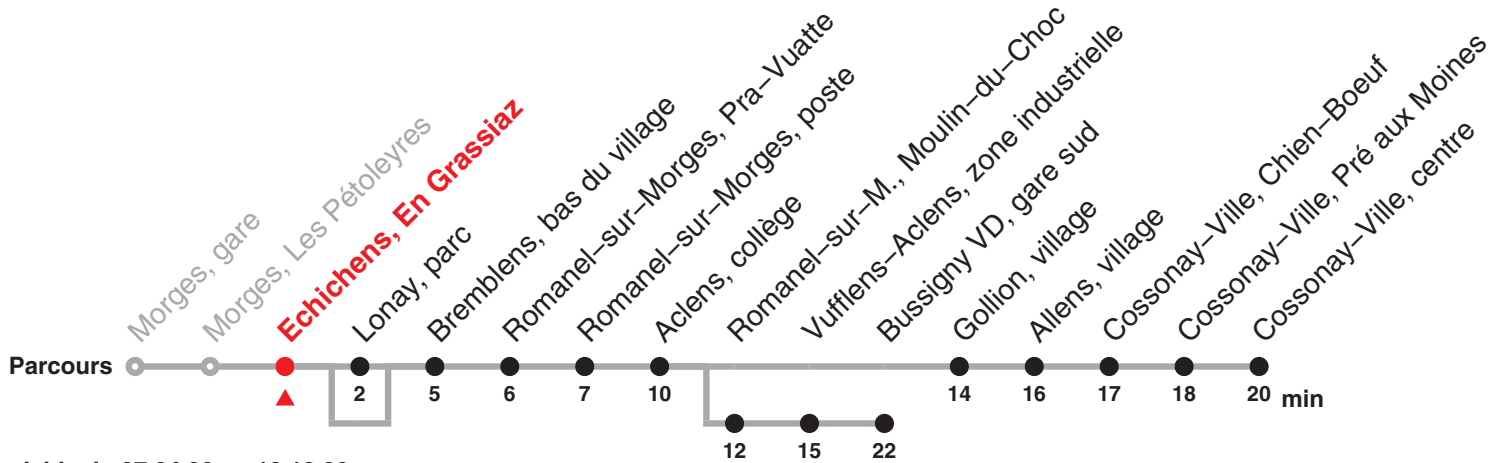 Morges, gare
Morges, Les Pétoleyres
Echichens, En Grassiaz
Lonay, parc
Bremblens, bas du village
Romanel–sur–Morges, Pra–Vuatte
Romanel–sur–Morges, poste
Aclens, collège
Romanel–sur–M., Moulin–du–Choc
Vufflens–Aclens, zone industrielle
Bussigny VD, gare sud
Gollion, village
Allens, village
Cossonay–Ville, Chien–Boeuf
Cossonay–Ville, Pré aux Moines
Cossonay–Ville, centre
Parcours
2 5 6 7 10 14 16 17 18 20 min
12 15 22